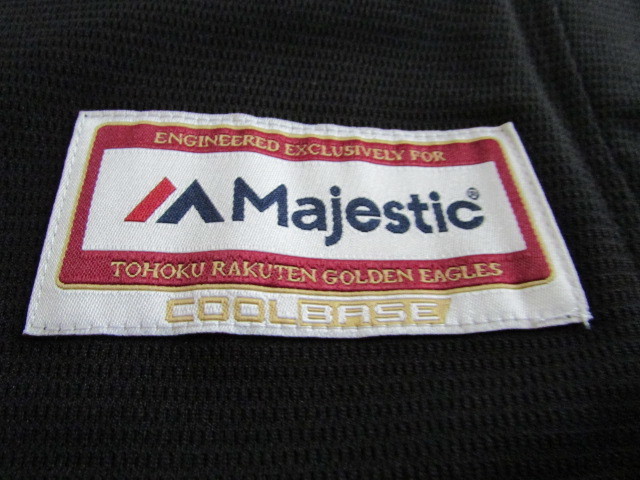 ENGINEERED EXCLUSIVELY FOR
Majestic®
TOHOKU RAKUTEN GOLDEN EAGLES
COOLBASE